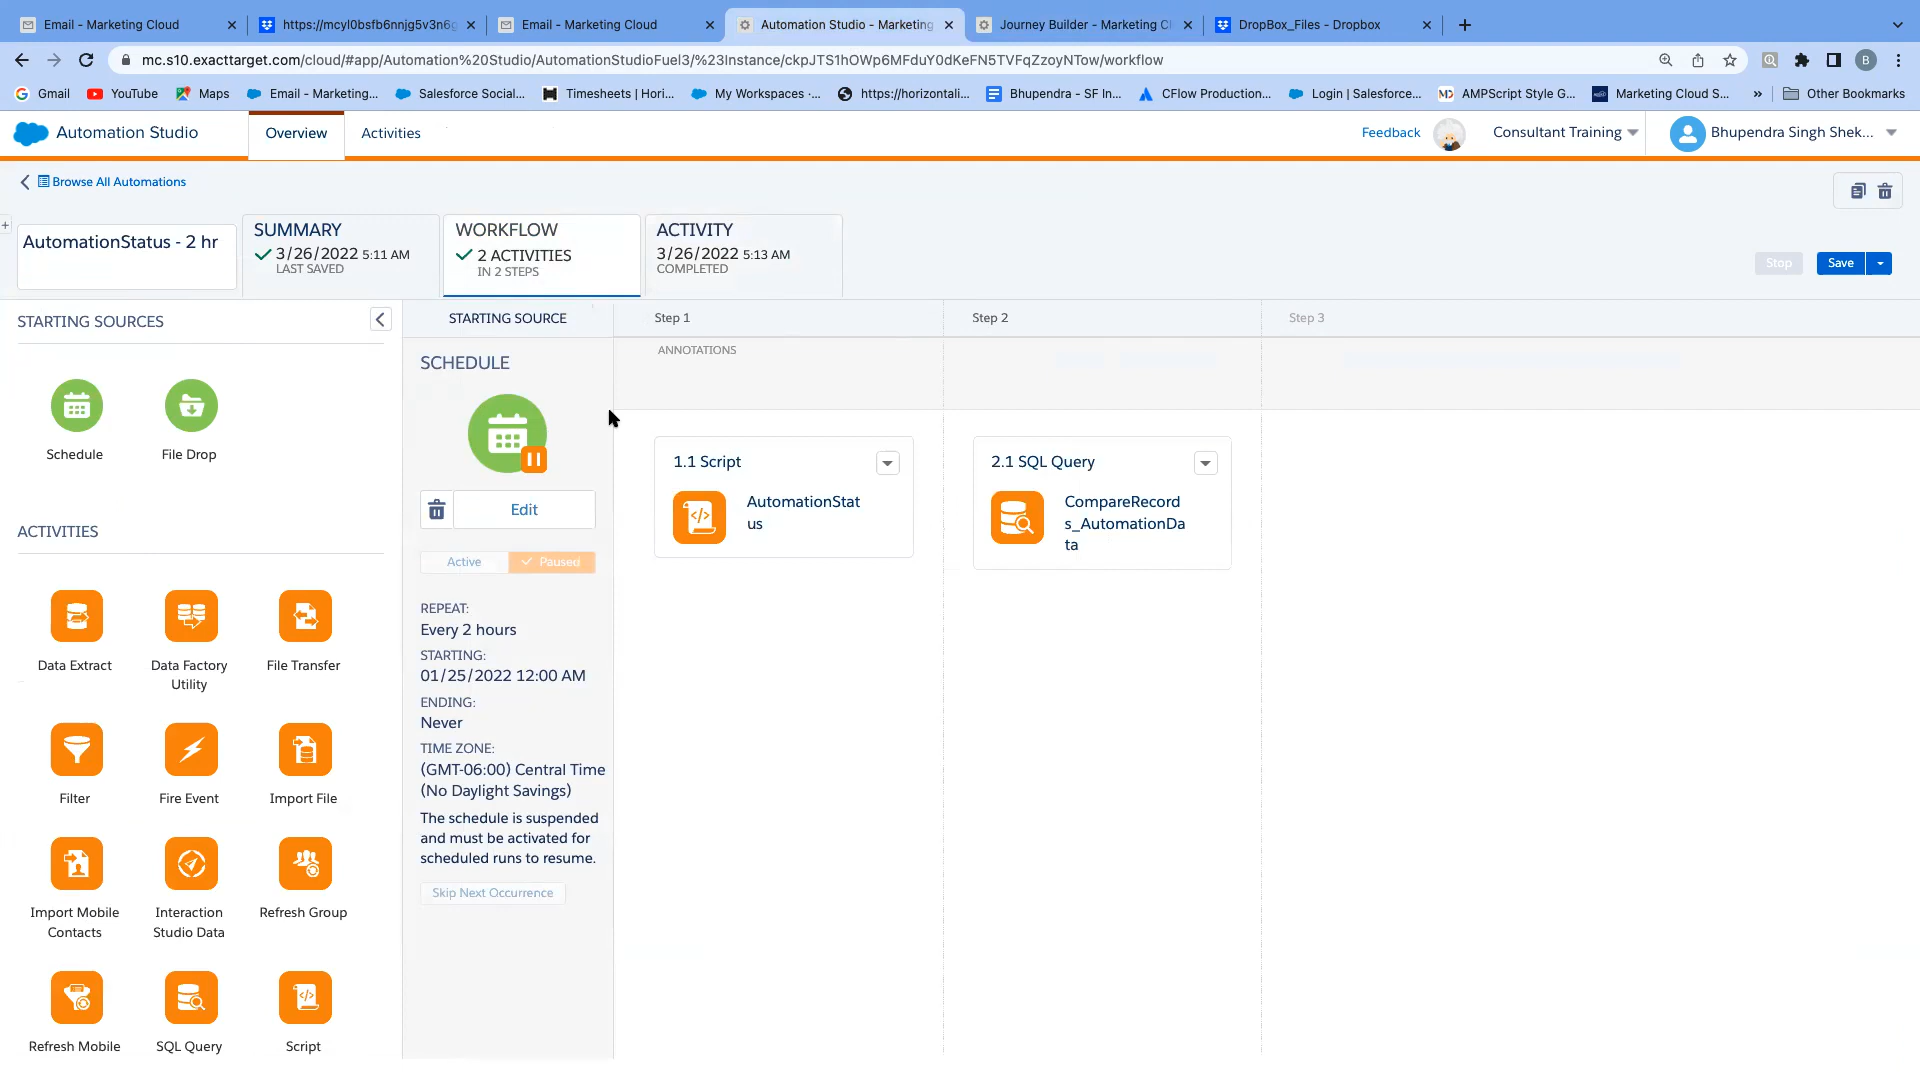 Email - Marketing Cloud
https://mcyl0bsfb6nnjg5v3n6g
Email - Marketing Cloud
Automation Studio - Marketing
Journey Builder - Marketing Cl
DropBox_Files - Dropbox
mc.s10.exacttarget.com/cloud/#app/Automation%20Studio/AutomationStudioFuel3/%23Instance/ckpJTS1hOWp6MFduY0dKeFN5TVFqZzoyNTow/workflow
B
Gmail
YouTube
Maps
Email - Marketing...
Salesforce Social...
Timesheets | Hori...
My Workspaces -...
https://horizontali...
Bhupendra - SF In...
CFlow Production...
Login | Salesforce...
AMPScript Style G...
Marketing Cloud S...
»
Other Bookmarks
Automation Studio
Overview
Activities
Feedback
Consultant Training
Bhupendra Singh Shek...
Browse All Automations
AutomationStatus - 2 hr
SUMMARY
3/26/2022 5:11 AM
LAST SAVED
WORKFLOW
2 ACTIVITIES
IN 2 STEPS
ACTIVITY
3/26/2022 5:13 AM
COMPLETED
Stop
Save
STARTING SOURCES
Schedule
File Drop
ACTIVITIES
Data Extract
Data Factory
Utility
File Transfer
Filter
Fire Event
Import File
Import Mobile
Contacts
Interaction
Studio Data
Refresh Group
Refresh Mobile
SQL Query
Script
STARTING SOURCE
SCHEDULE
Edit
Active
Paused
REPEAT:
Every 2 hours
STARTING:
01/25/2022 12:00 AM
ENDING:
Never
TIME ZONE:
(GMT-06:00) Central Time
(No Daylight Savings)
The schedule is suspended
and must be activated for
scheduled runs to resume.
Skip Next Occurrence
Step 1
Step 2
Step 3
ANNOTATIONS
1.1 Script
AutomationStat
us
2.1 SQL Query
CompareRecord
s_AutomationDa
ta